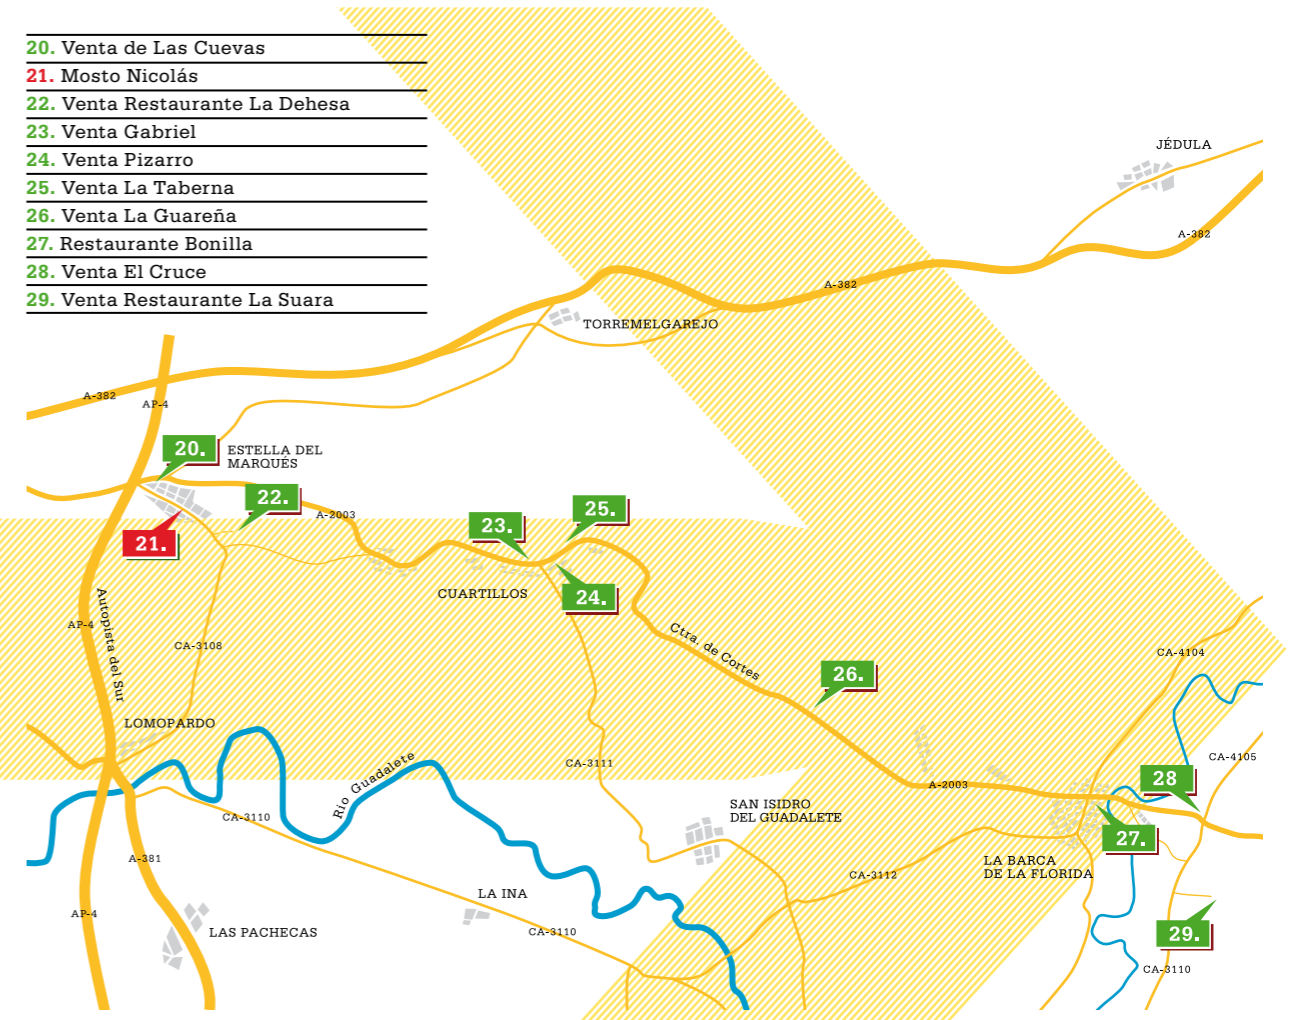 20. Venta de Las Cuevas
21. Mosto Nicolás
22. Venta Restaurante La Dehesa
23. Venta Gabriel
24. Venta Pizarro
25. Venta La Taberna
26. Venta La Guareña
27. Restaurante Bonilla
28. Venta El Cruce
29. Venta Restaurante La Suara
JÉDULA
A-382
A-382
TORREMELGAREJO
A-382
AP-4
20.
ESTELLA DEL
MARQUÉS
22.
A-2003
21.
23.
25.
CUARTILLOS
24.
AP-4
Autopista del Sur
CA-3108
Ctra. de Cortes
26.
CA-4104
LOMOPARDO
CA-3111
Rio Guadalete
CA-4105
28
A-2003
CA-3110
SAN ISIDRO
DEL GUADALETE
27.
A-381
LA BARCA
DE LA FLORIDA
CA-3112
LA INA
AP-4
LAS PACHECAS
CA-3110
29.
CA-3110